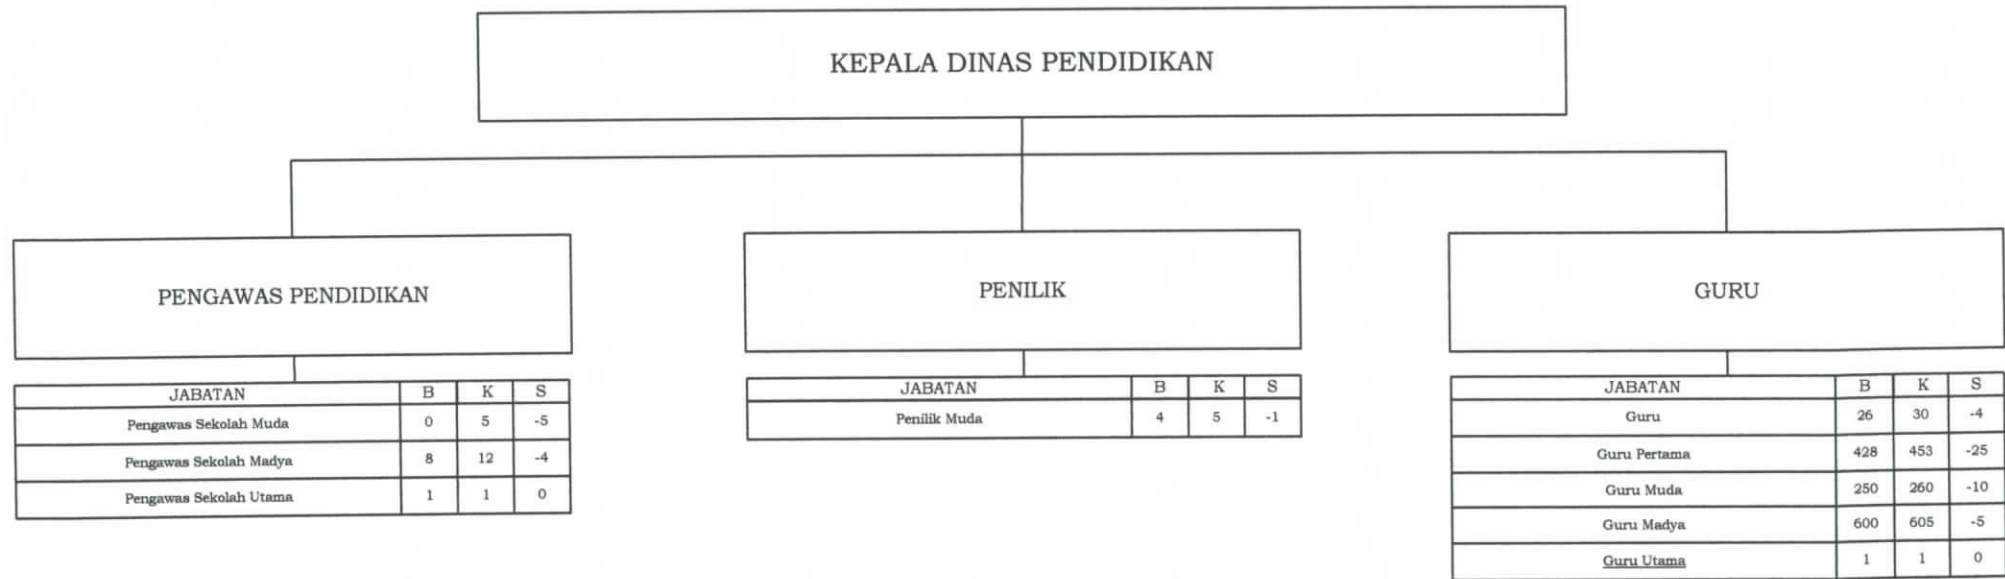 KEPALA DINAS PENDIDIKAN
PENGAWAS PENDIDIKAN
JABATAN B K S
Pengawas Sekolah Muda 0 5 -5
Pengawas Sekolah Madya 8 12 -4
Pengawas Sekolah Utama 1 1 0
PENILIK
JABATAN B K S
Penilik Muda 4 5 -1
GURU
JABATAN B K S
Guru 26 30 -4
Guru Pertama 428 453 -25
Guru Muda 250 260 -10
Guru Madya 600 605 -5
Guru Utama 1 1 0